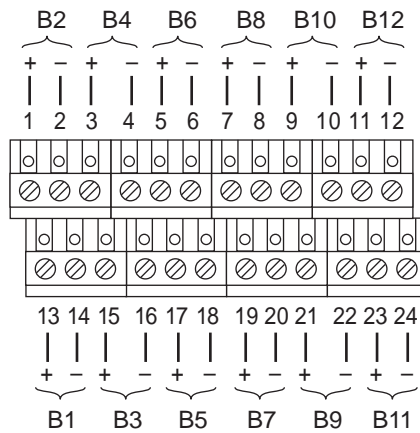 B2 B4 B6 B8 B10 B12
+ − + − + − + − + − + −
1 2 3 4 5 6 7 8 9 10 11 12
13 14 15 16 17 18 19 20 21 22 23 24
+ − + − + − + − + − + −
B1 B3 B5 B7 B9 B11